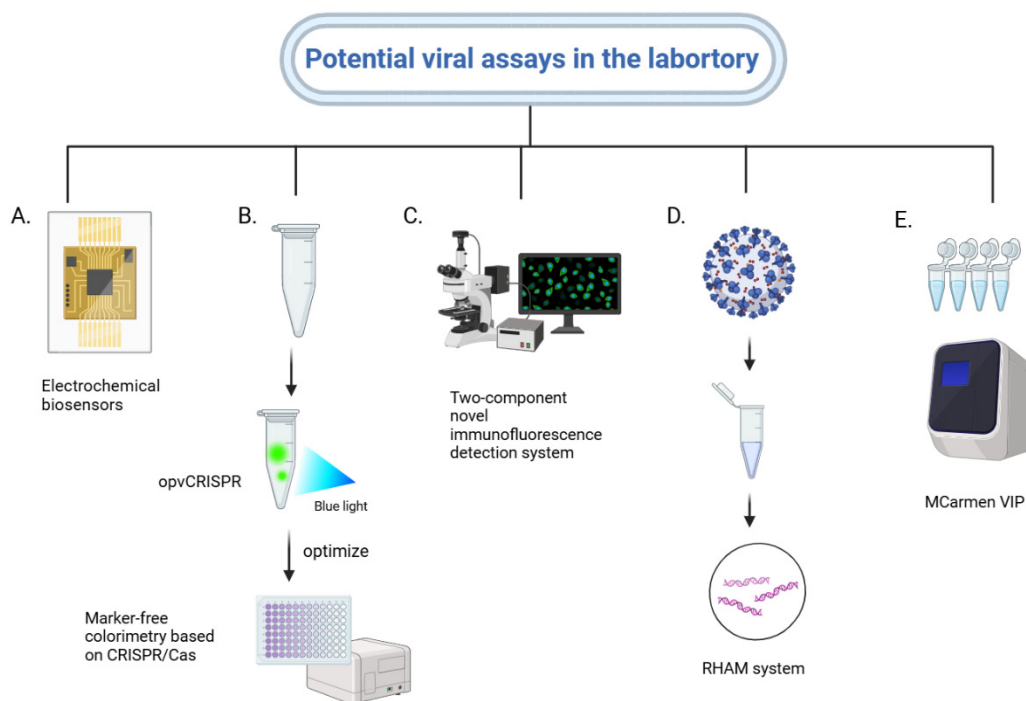 Potential viral assays in the labortory
A.
Electrochemical
biosensors
B.
opvCRISPR
Blue light
optimize
Marker-free
colorimetry based
on CRISPR/Cas
C.
Two-component
novel
immunofluorescence
detection system
D.
RHAM system
E.
MCarmen VIP